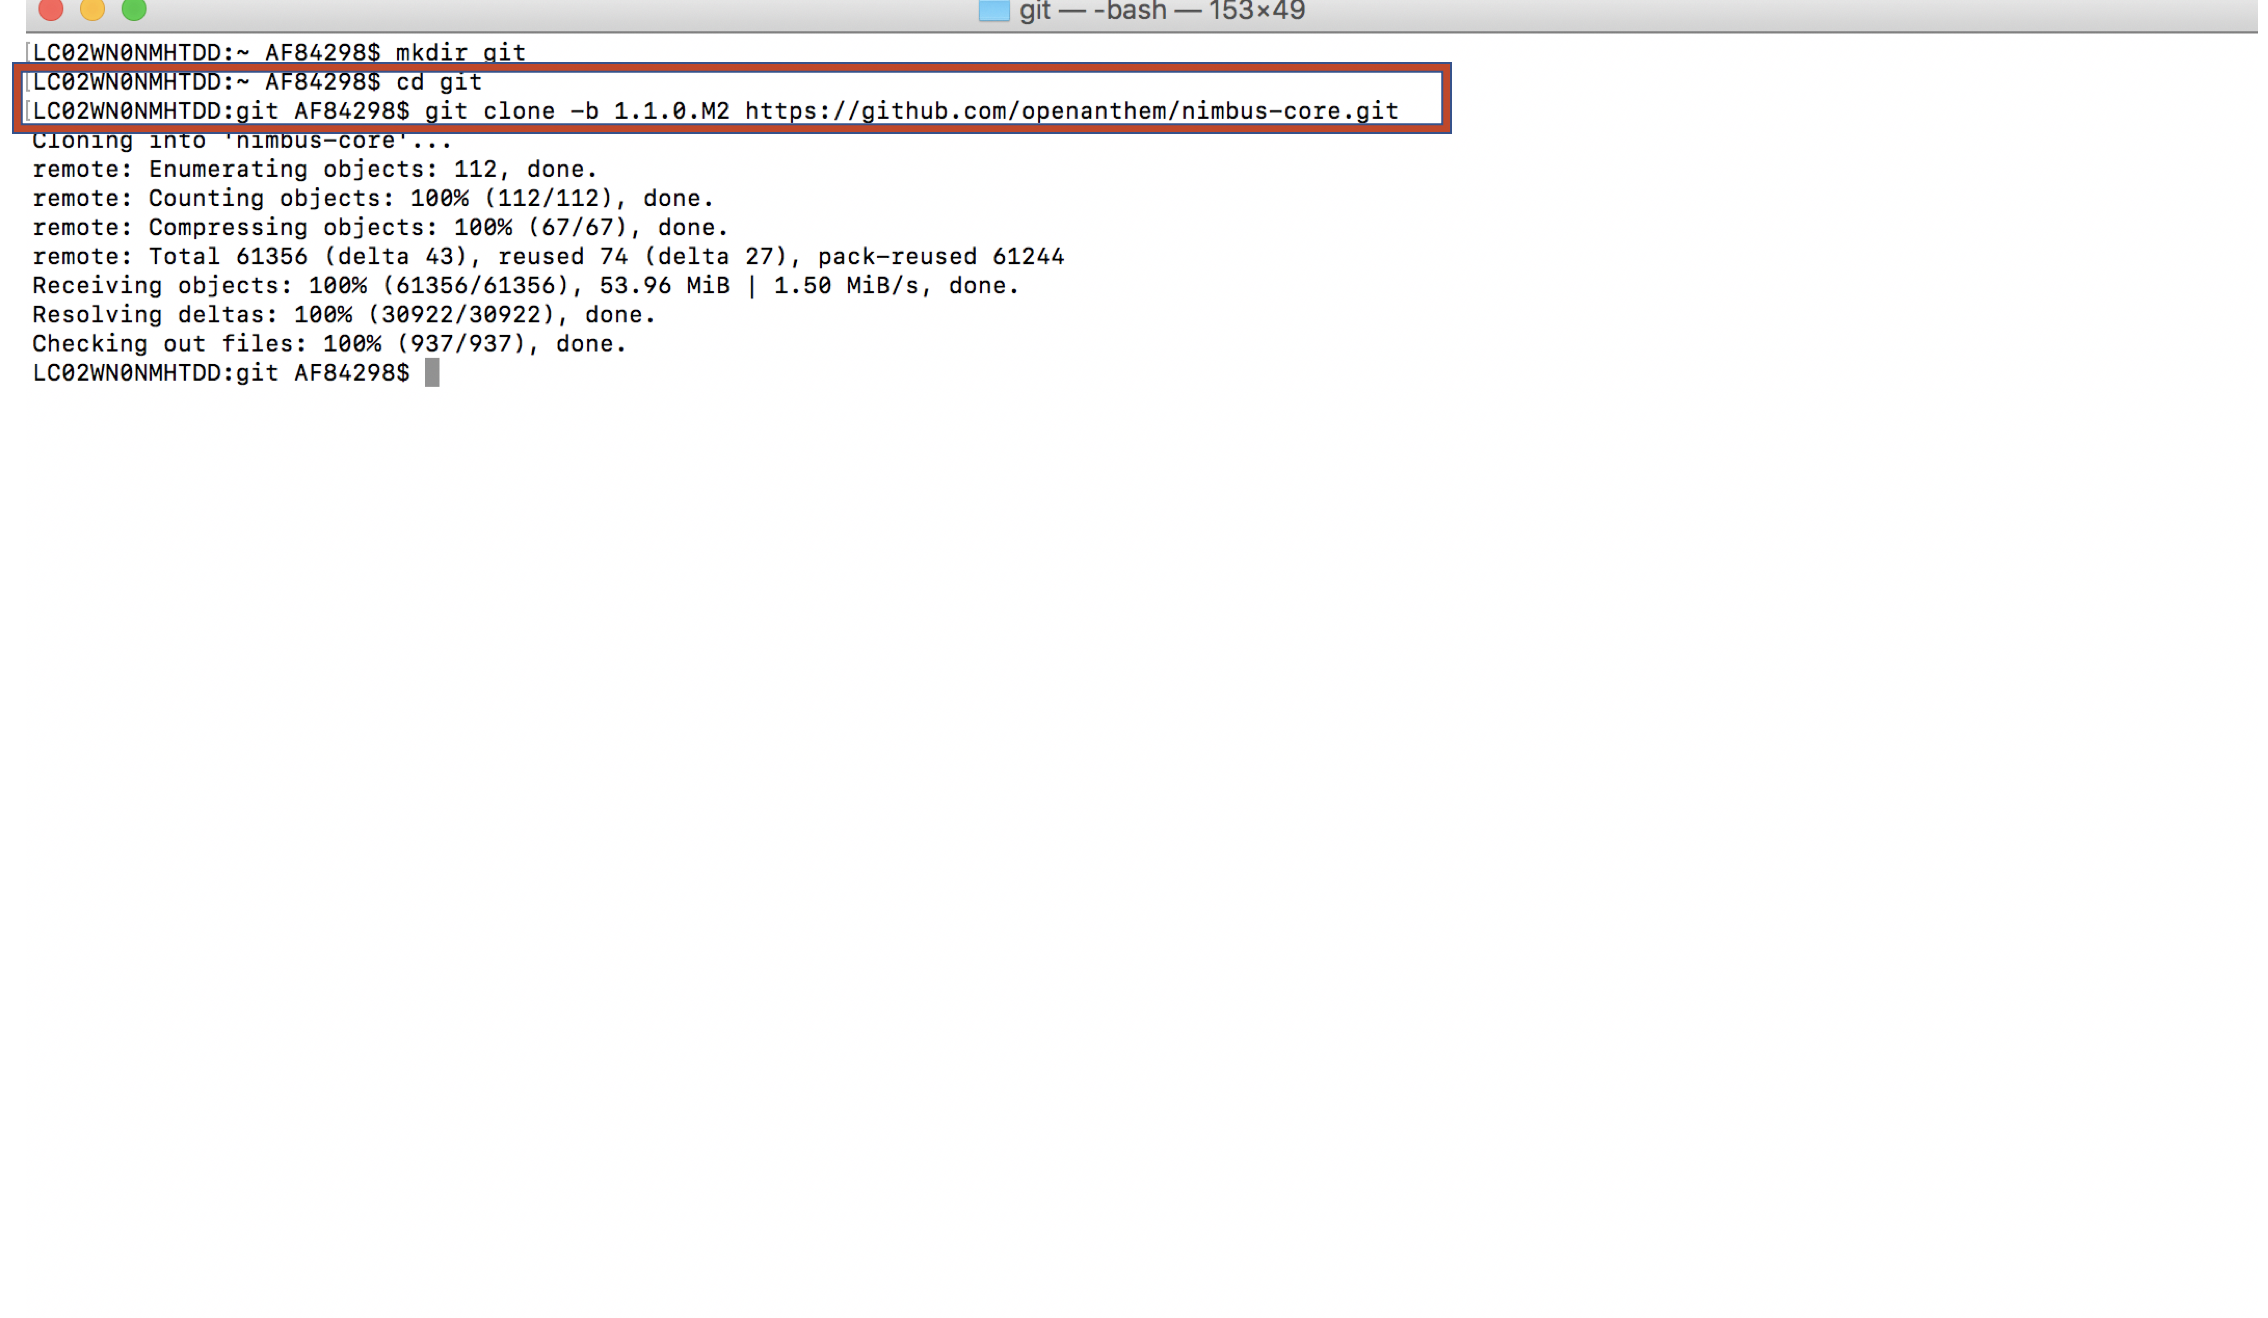 git — -bash — 153×49
LC02WN0NMHTDD:~ AF84298$ mkdir git
LC02WN0NMHTDD:~ AF84298$ cd git
LC02WN0NMHTDD:git AF84298$ git clone -b 1.1.0.M2 https://github.com/openanthem/nimbus-core.git
Cloning into 'nimbus-core'...
remote: Enumerating objects: 112, done.
remote: Counting objects: 100% (112/112), done.
remote: Compressing objects: 100% (67/67), done.
remote: Total 61356 (delta 43), reused 74 (delta 27), pack-reused 61244
Receiving objects: 100% (61356/61356), 53.96 MiB | 1.50 MiB/s, done.
Resolving deltas: 100% (30922/30922), done.
Checking out files: 100% (937/937), done.
LC02WN0NMHTDD:git AF84298$